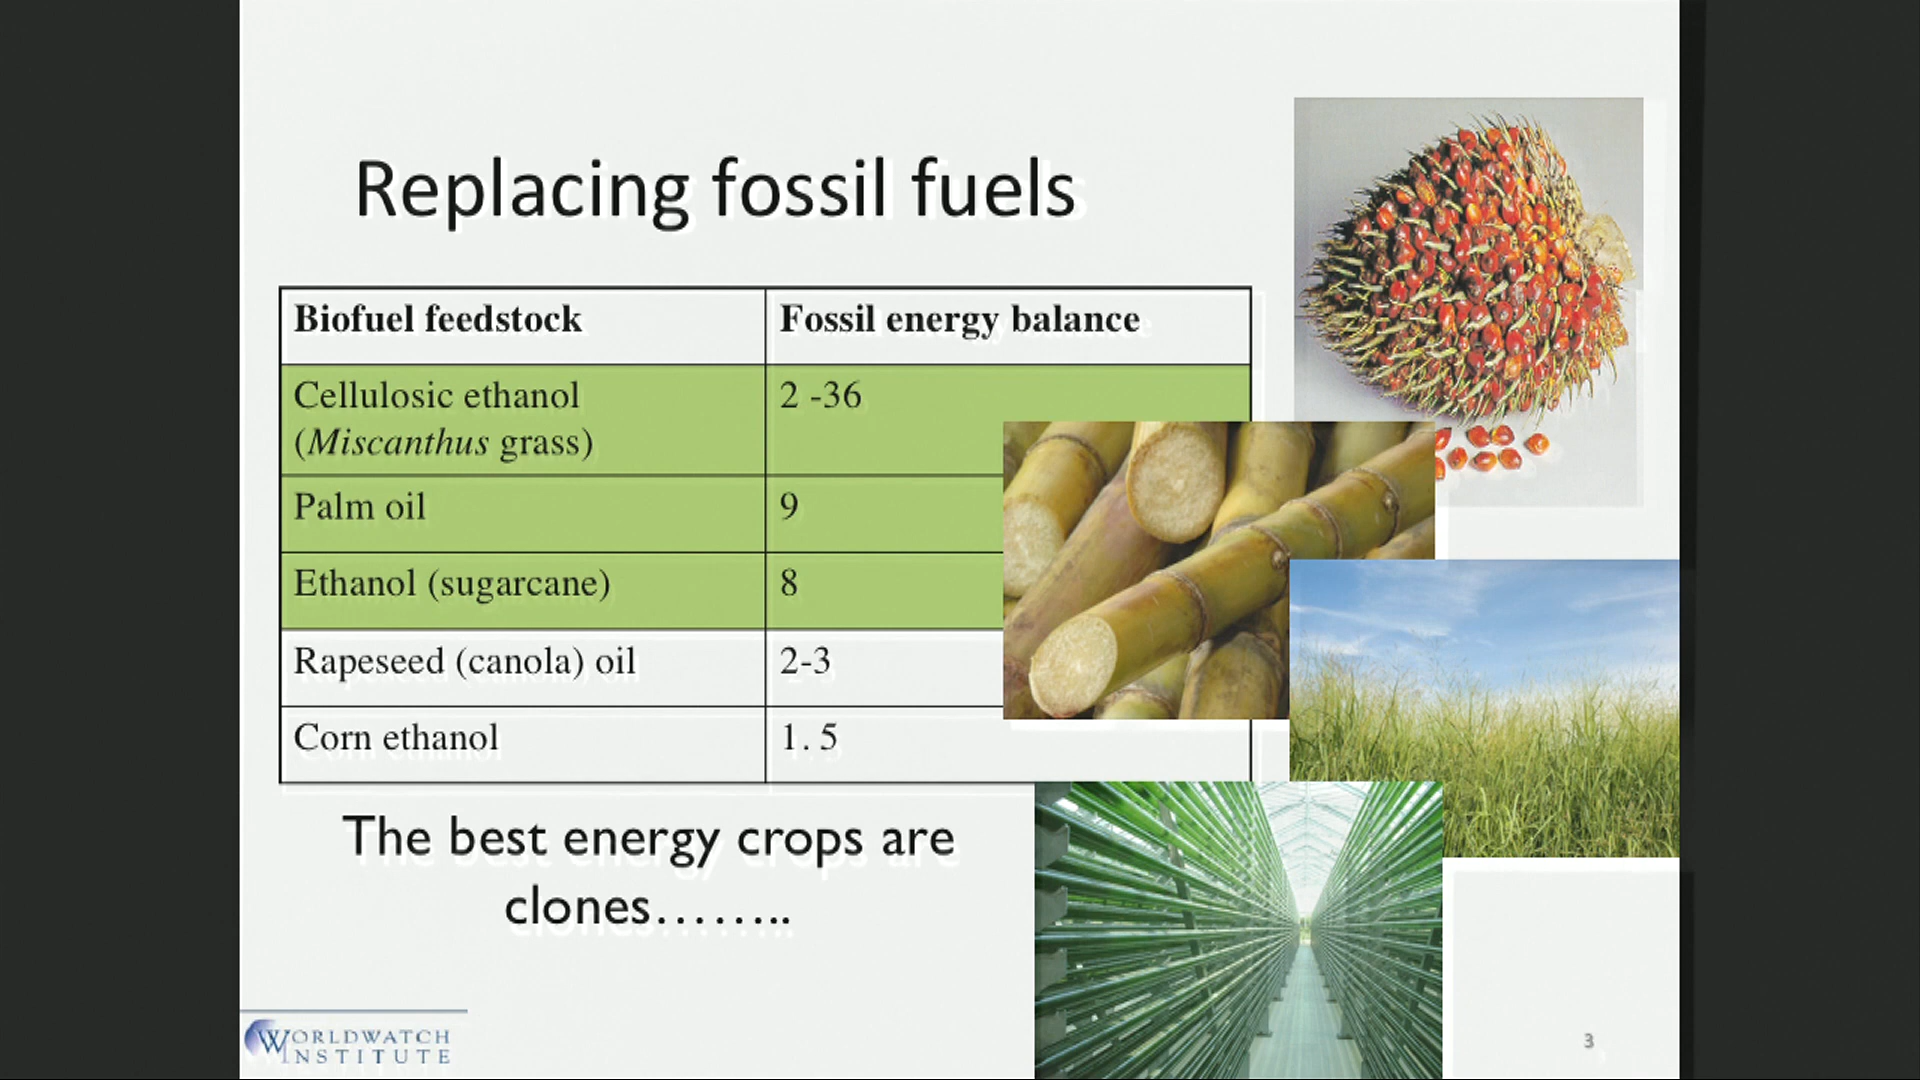 Replacing fossil fuels
Biofuel feedstock Fossil energy balance
Cellulosic ethanol 2 -36
(Miscanthus grass)
Palm oil 9
Ethanol (sugarcane) 8
Rapeseed (canola) oil 2-3
Corn ethanol 1. 5
The best energy crops are
clones……..
WORLDWATCH
INSTITUTE
3